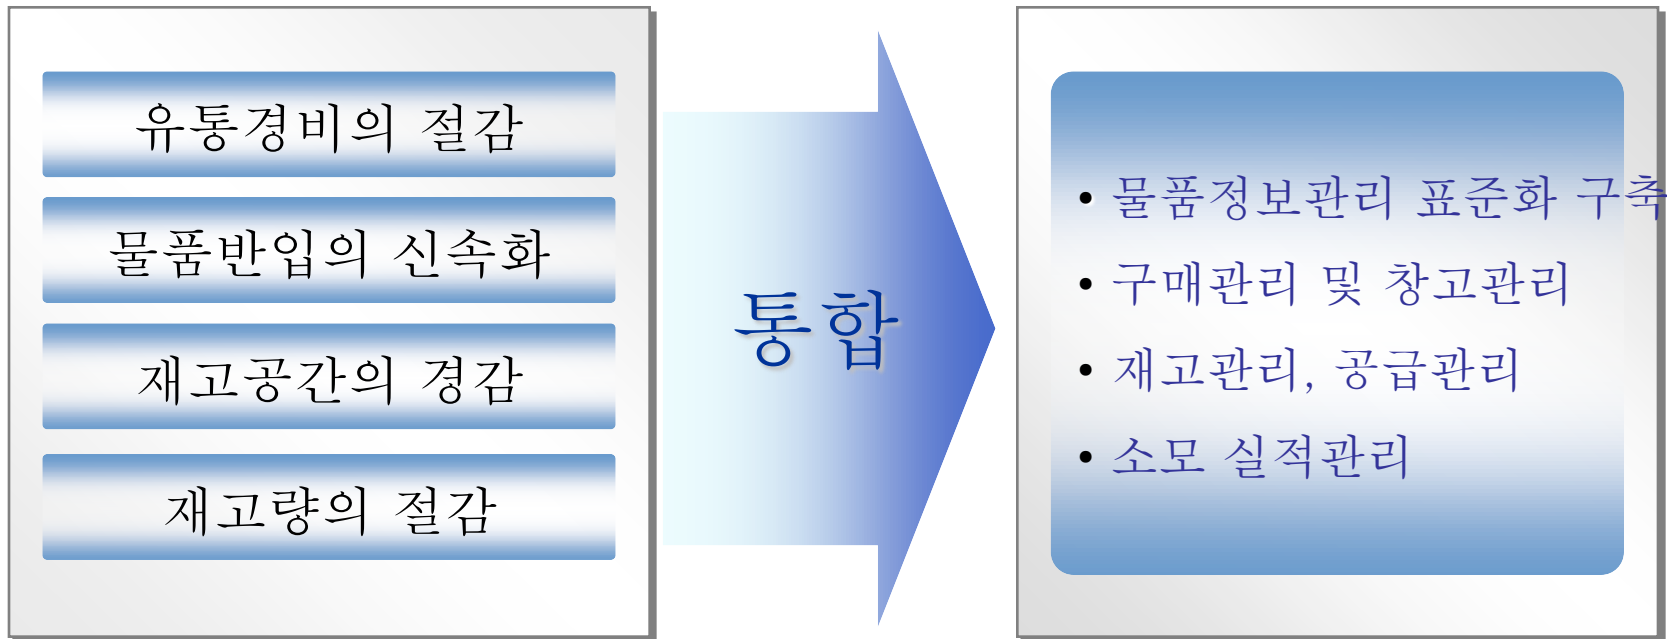 유통경비의 절감
물품반입의 신속화
재고공간의 경감
재고량의 절감
통합
• 물품정보관리 표준화 구축
• 구매관리 및 창고관리
• 재고관리, 공급관리
• 소모 실적관리